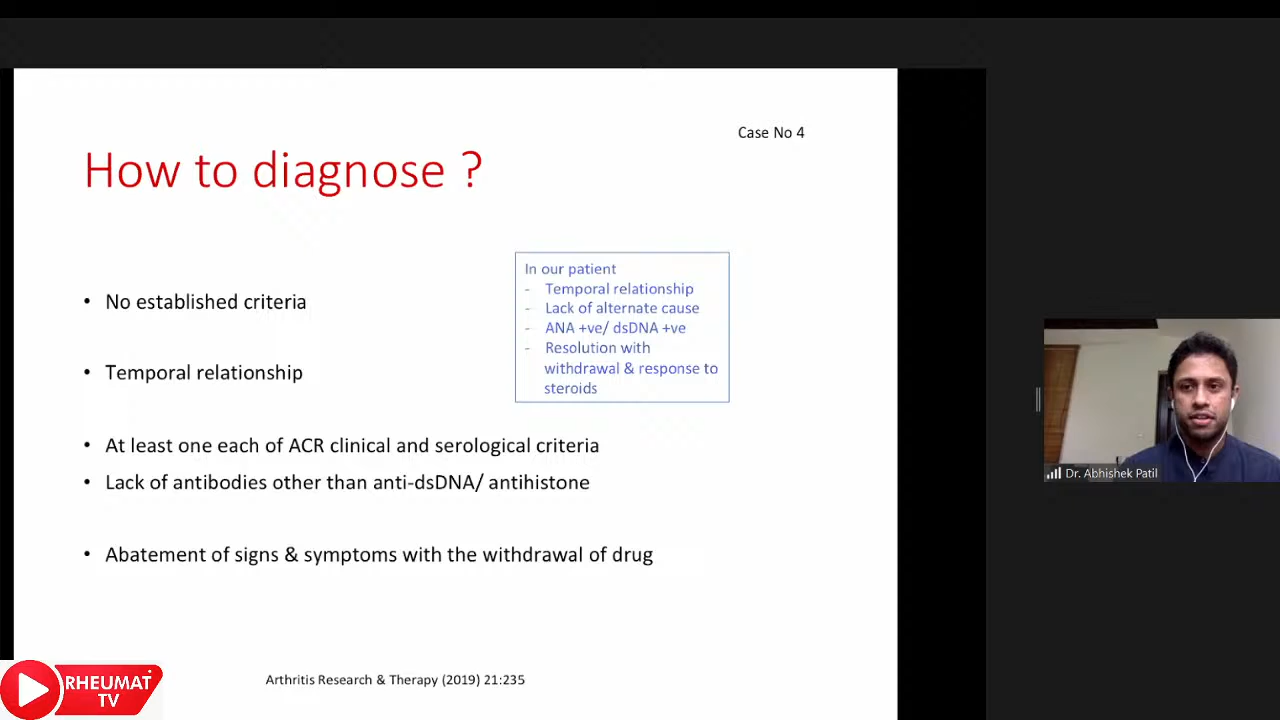 Case No 4
How to diagnose ?
• No established criteria
• Temporal relationship
• At least one each of ACR clinical and serological criteria
• Lack of antibodies other than anti-dsDNA/ antihistone
• Abatement of signs & symptoms with the withdrawal of drug
In our patient
- Temporal relationship
- Lack of alternate cause
- ANA +ve/ dsDNA +ve
- Resolution with
withdrawal & response to
steroids
Arthritis Research & Therapy (2019) 21:235
Dr. Abhishek Patil
RHEUMAT
TV